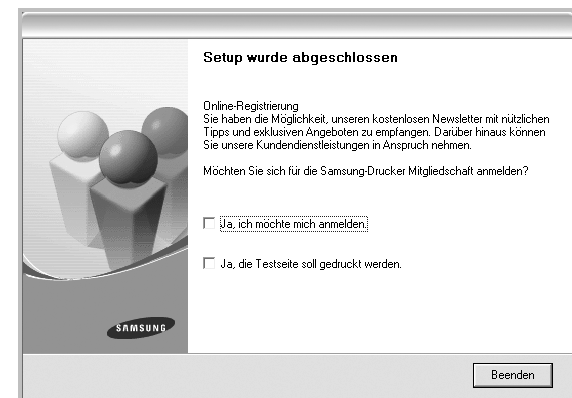 Setup wurde abgeschlossen
Online-Registrierung
Sie haben die Möglichkeit, unseren kostenlosen Newsletter mit nützlichen
Tipps und exklusiven Angeboten zu empfangen. Darüber hinaus können
Sie unsere Kundendienstleistungen in Anspruch nehmen.
Möchten Sie sich für die Samsung-Drucker Mitgliedschaft anmelden?
Ja, ich möchte mich anmelden.
Ja, die Testseite soll gedruckt werden.
SAMSUNG
Beenden